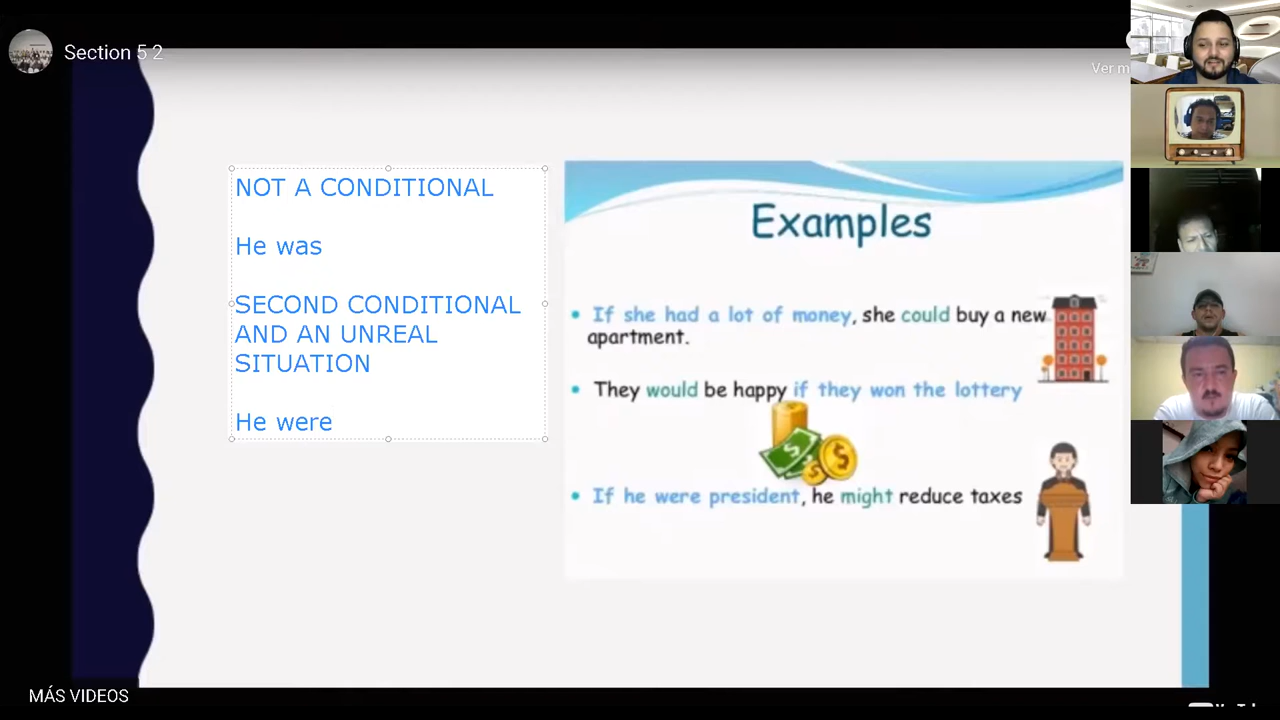 Section 5 2
NOT A CONDITIONAL
He was
SECOND CONDITIONAL
AND AN UNREAL
SITUATION
He were
Examples
• If she had a lot of money, she could buy a new
apartment.
• They would be happy if they won the lottery
• If he were president, he might reduce taxes
MÁS VIDEOS